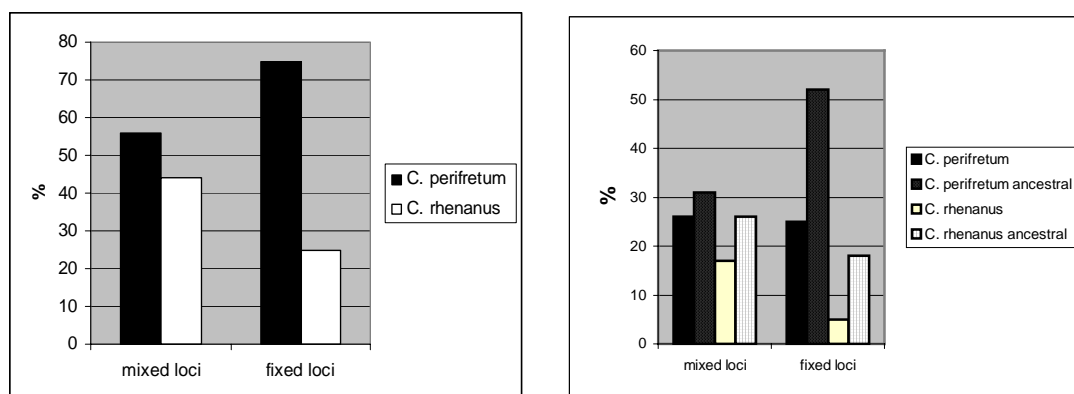 80
70
60
50
40
30
20
10
0
%
mixed loci fixed loci
C. perifretum
C. rhenanus
60
50
40
30
20
10
0
%
mixed loci fixed loci
C. perifretum
C. perifretum ancestral
C. rhenanus
C. rhenanus ancestral